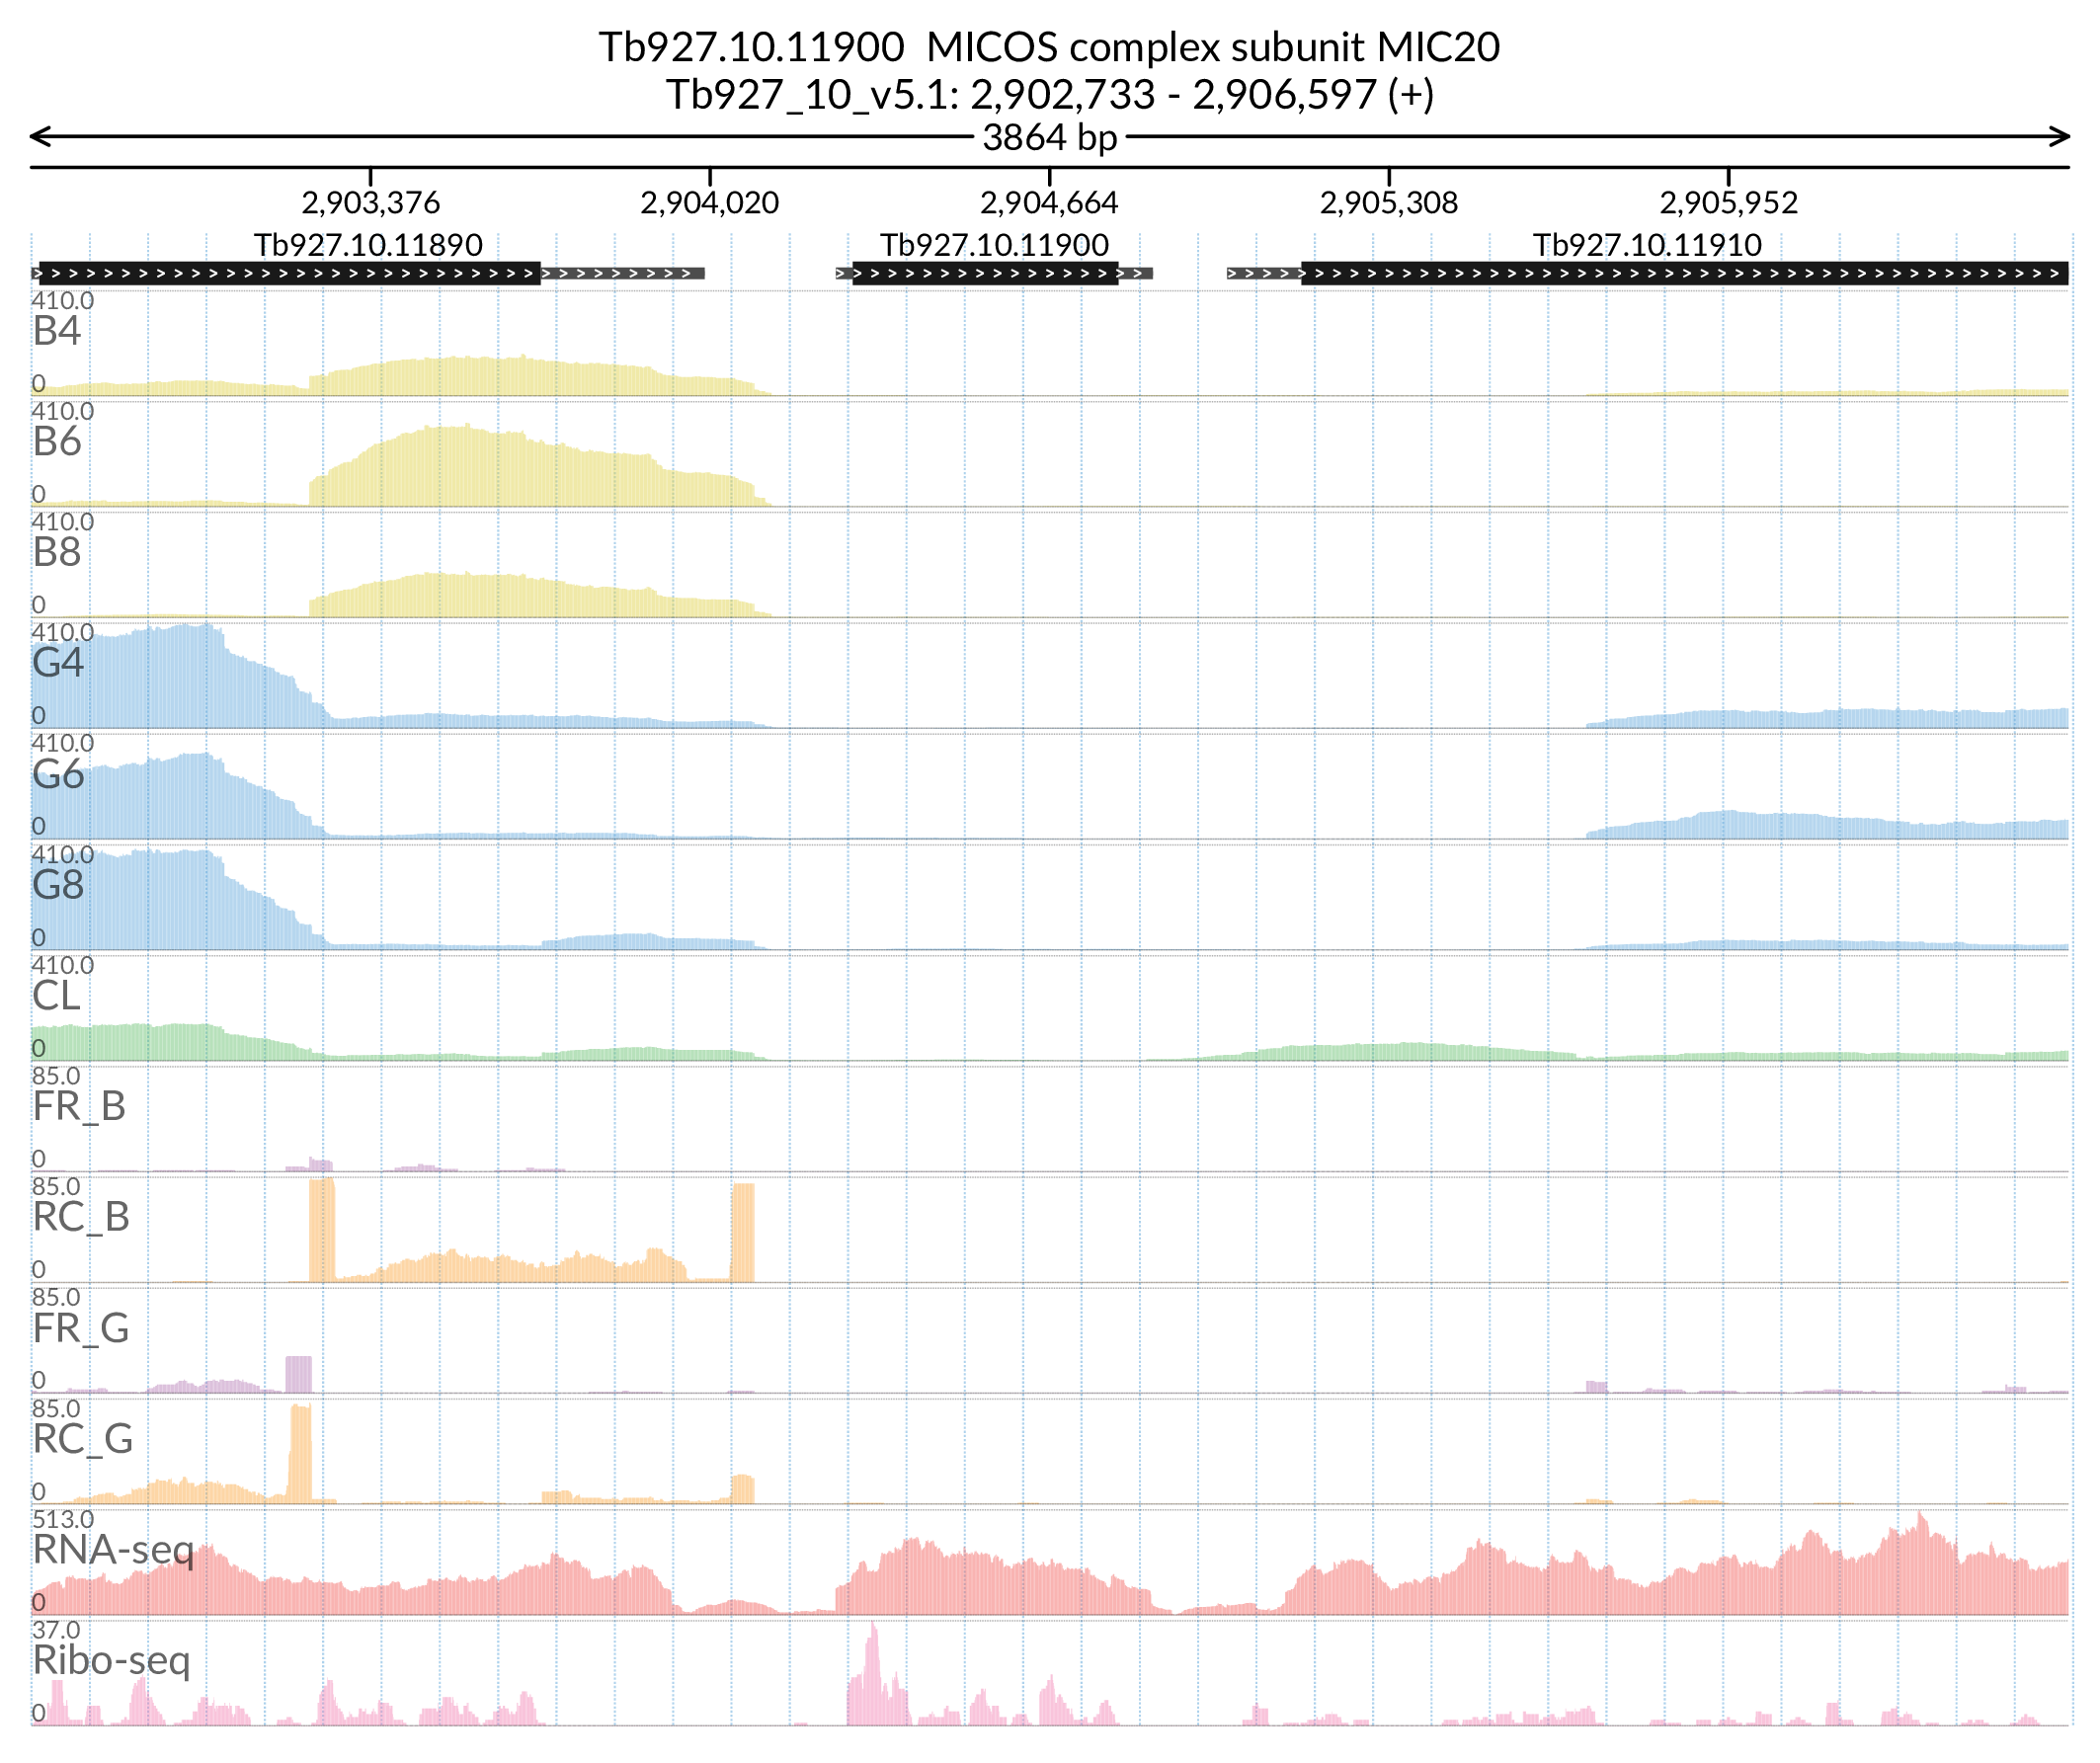 Tb927.10.11900  MICOS complex subunit MIC20
Tb927_10_v5.1: 2,902,733 - 2,906,597 (+)
3864 bp
2,903,376 2,904,020 2,904,664 2,905,308 2,905,952
Tb927.10.11890 Tb927.10.11900 Tb927.10.11910
410.0
B4
0
410.0
B6
0
410.0
B8
0
410.0
G4
0
410.0
G6
0
410.0
G8
0
410.0
CL
0
85.0
FR_B
0
85.0
RC_B
0
85.0
FR_G
0
85.0
RC_G
0
513.0
RNA-seq
0
37.0
Ribo-seq
0